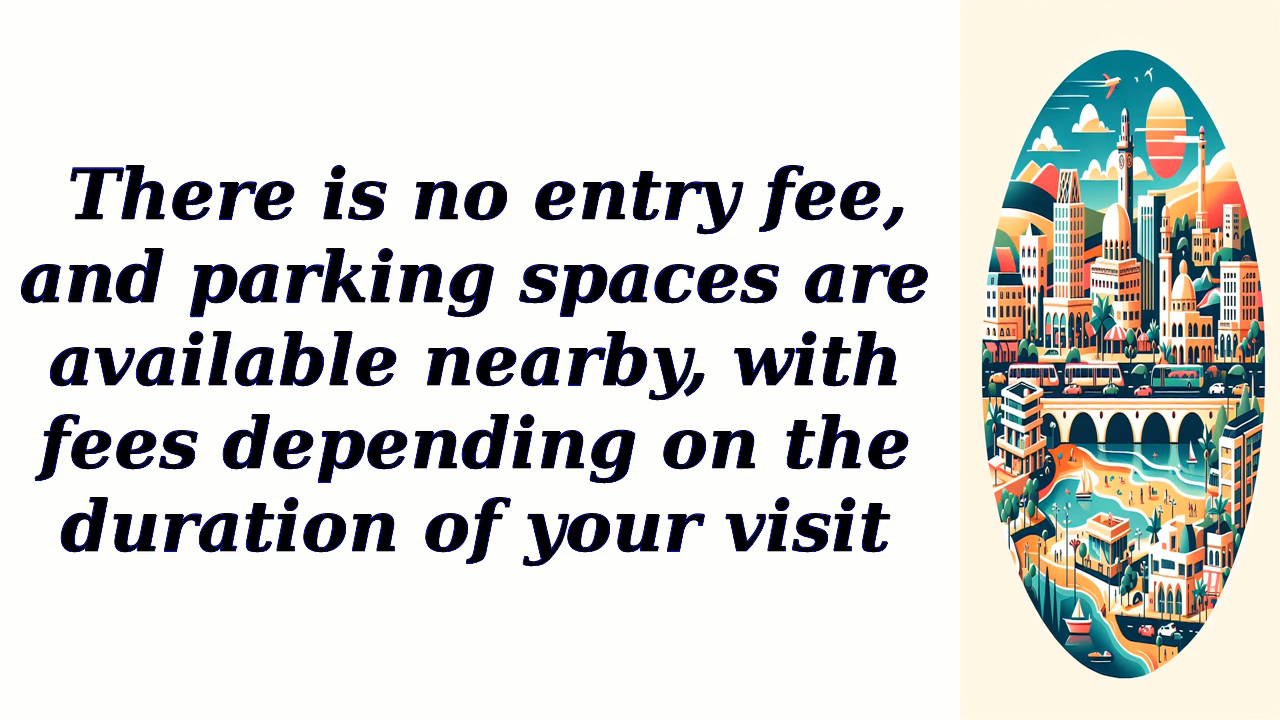 There is no entry fee,
and parking spaces are
available nearby, with
fees depending on the
duration of your visit